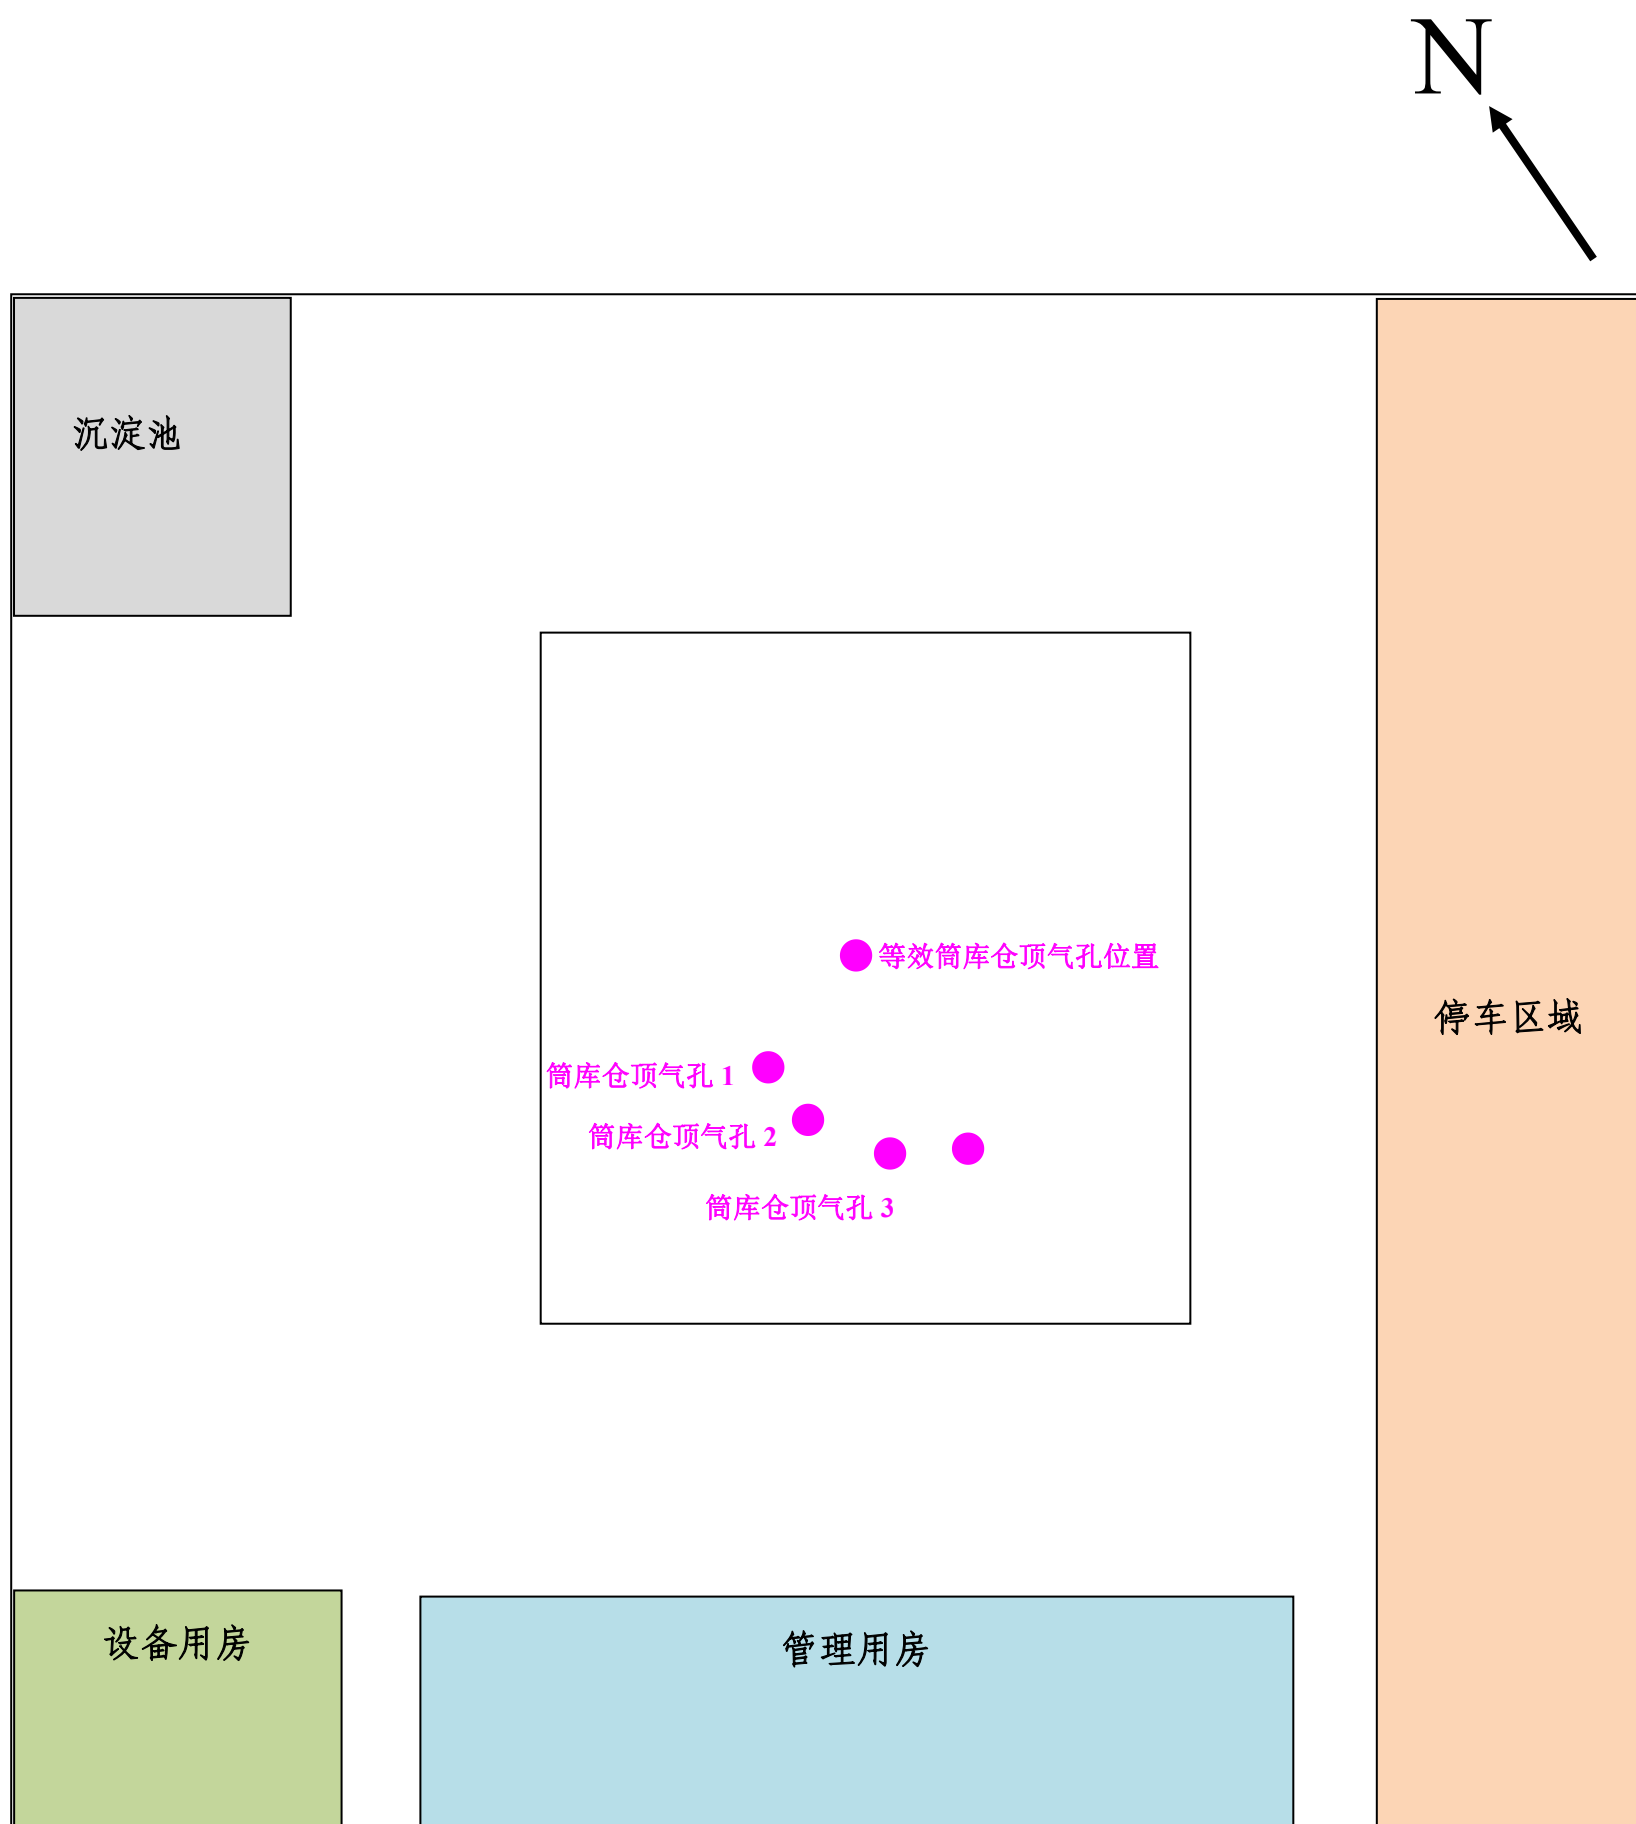 N
沉淀池
等效筒库仓顶气孔位置
停车区域
筒库仓顶气孔 1
筒库仓顶气孔 2
筒库仓顶气孔 3
设备用房
管理用房